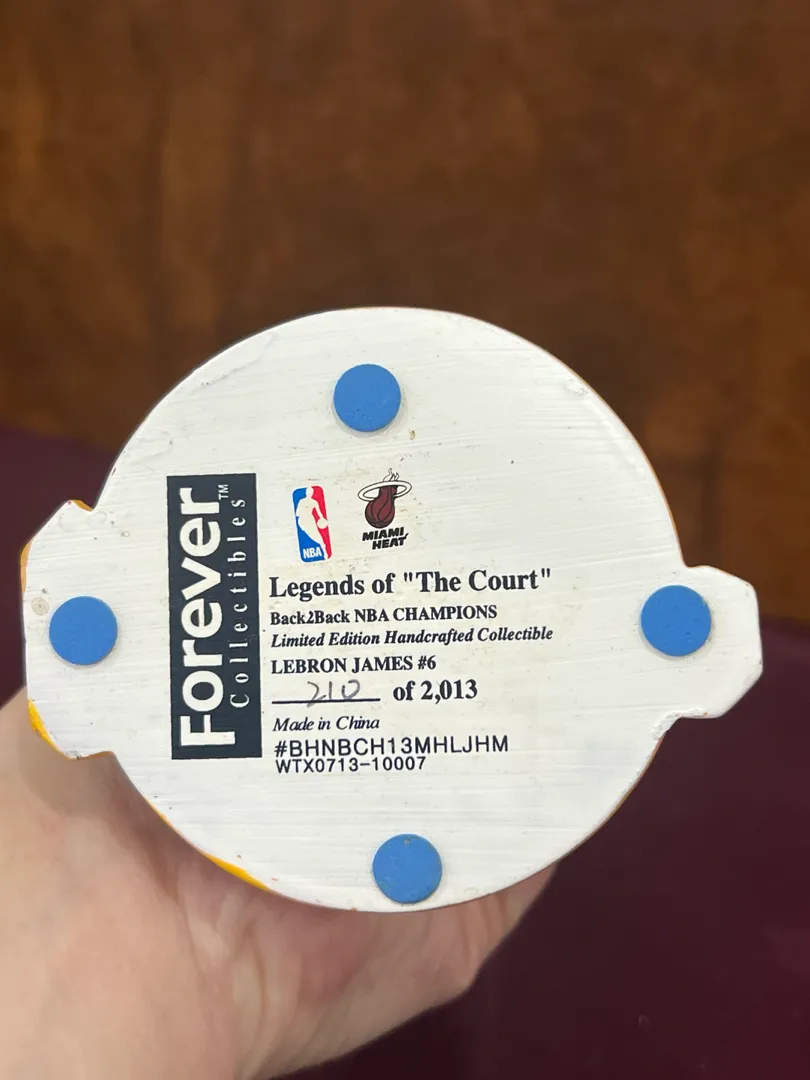 Forever™
Collectibles
NBA
MIAMI
HEAT
Legends of "The Court"
Back2Back NBA CHAMPIONS
Limited Edition Handcrafted Collectible
LEBRON JAMES #6
210 of 2,013
Made in China
#BHNBCH13MHLJHM
WTX0713-10007